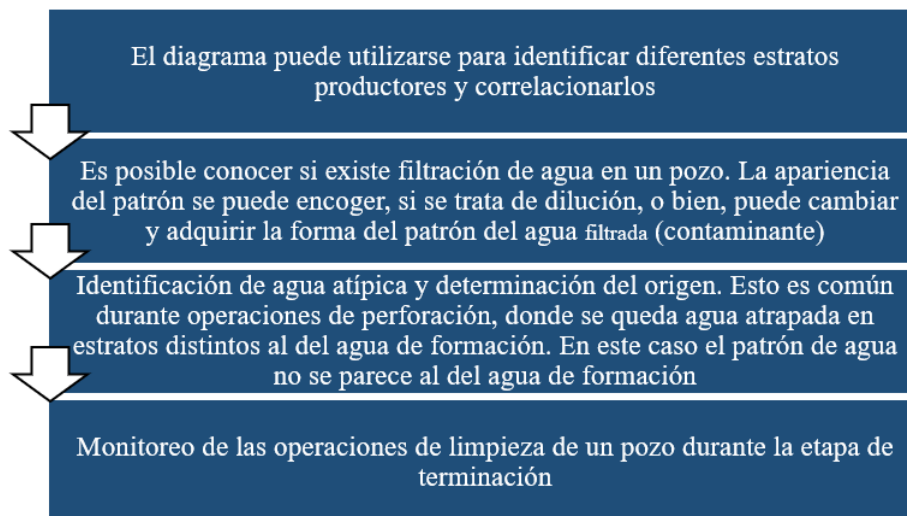 El diagrama puede utilizarse para identificar diferentes estratos
productores y correlacionarlos
Es posible conocer si existe filtración de agua en un pozo. La apariencia
del patrón se puede encoger, si se trata de dilución, o bien, puede cambiar
y adquirir la forma del patrón del agua filtrada (contaminante)
Identificación de agua atípica y determinación del origen. Esto es común
durante operaciones de perforación, donde se queda agua atrapada en
estratos distintos al del agua de formación. En este caso el patrón de agua
no se parece al del agua de formación
Monitoreo de las operaciones de limpieza de un pozo durante la etapa de
terminación